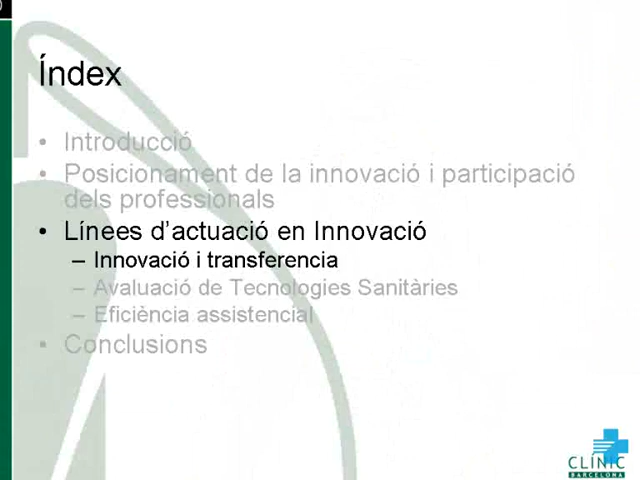 Índex
• Introducció
• Posicionament de la innovació i participació
dels professionals
• Línees d'actuació en Innovació
– Innovació i transferencia
– Avaluació de Tecnologies Sanitàries
– Eficiència assistencial
• Conclusions
CLÍNIC
BARCELONA